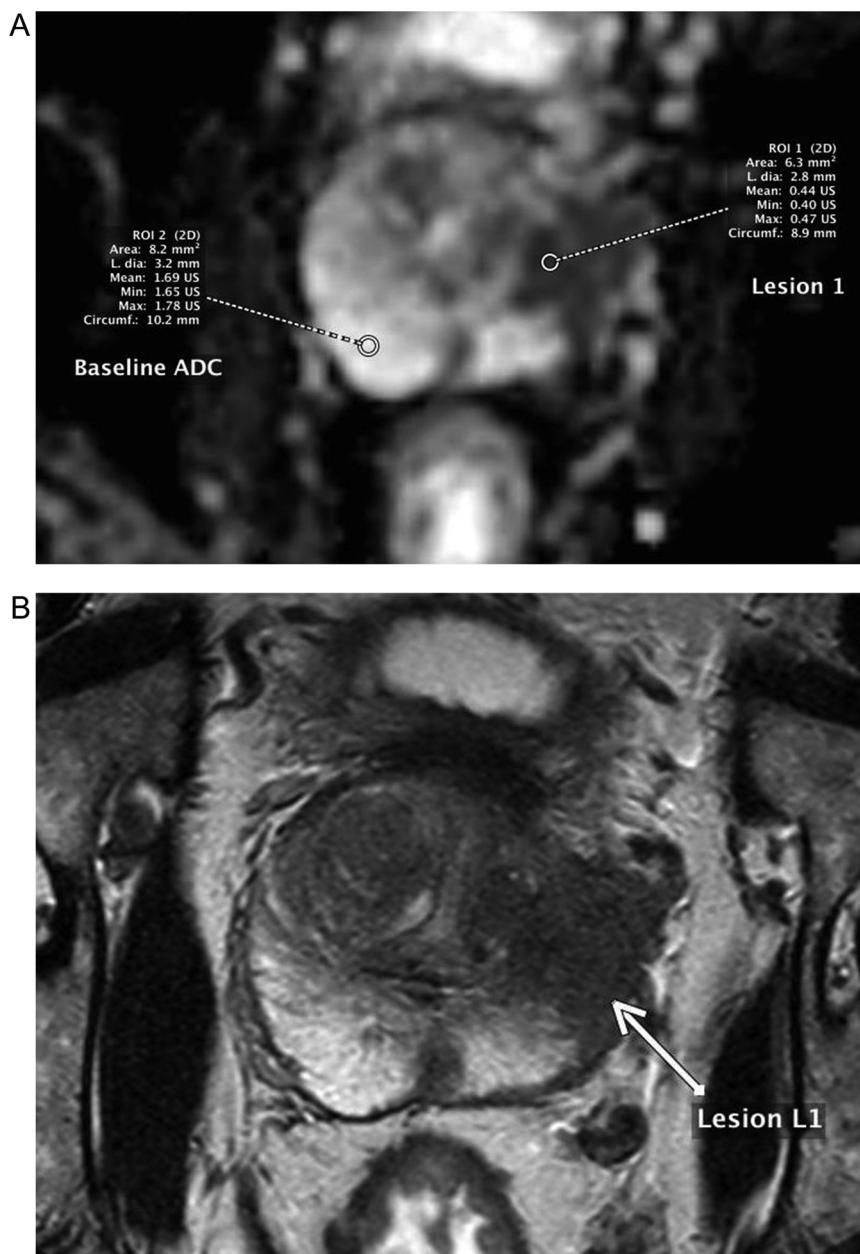 A
ROI 1 (2D)
Area: 6.3 mm²
L. dia: 2.8 mm
Mean: 0.44 US
Min: 0.40 US
Max: 0.47 US
Circumf.: 8.9 mm
Lesion 1
ROI 2 (2D)
Area: 8.2 mm²
L. dia: 3.2 mm
Mean: 1.69 US
Min: 1.65 US
Max: 1.78 US
Circumf.: 10.2 mm
Baseline ADC
B
Lesion L1